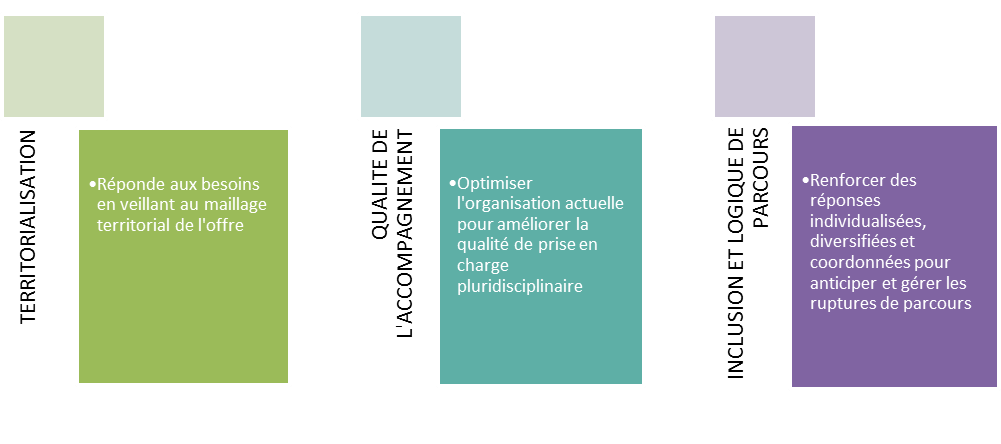 TERRITORIALISATION
•Réponde aux besoins
en veillant au maillage
territorial de l'offre
QUALITE DE
L'ACCOMPAGNEMENT
•Optimiser
l'organisation actuelle
pour améliorer la
qualité de prise en
charge
pluridisciplinaire
INCLUSION ET LOGIQUE DE
PARCOURS
•Renforcer des
réponses
individualisées,
diversifiées et
coordonnées pour
anticiper et gérer les
ruptures de parcours